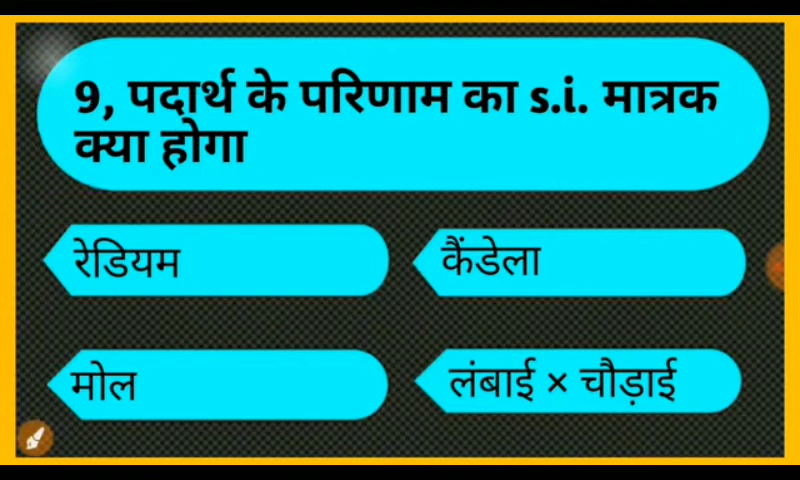 9, पदार्थ के परिणाम का s.i. मात्रक
क्या होगा
रेडियम
कैंडेला
मोल
लंबाई × चौड़ाई